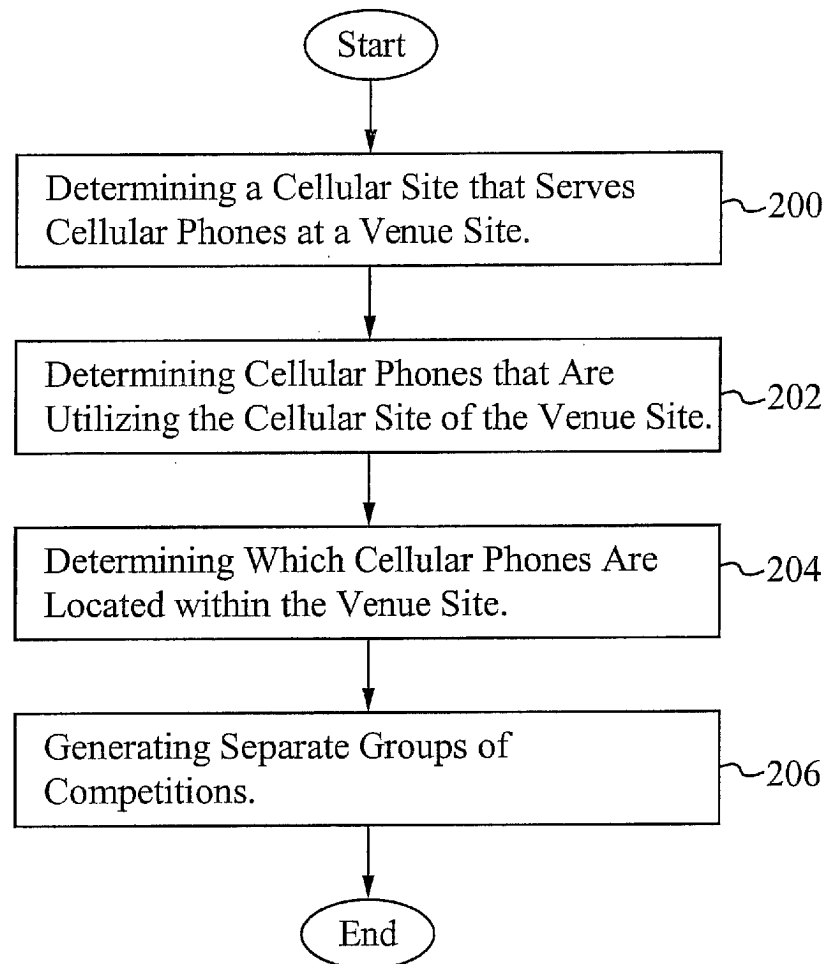 Start
Determining a Cellular Site that Serves
Cellular Phones at a Venue Site.
200
Determining Cellular Phones that Are
Utilizing the Cellular Site of the Venue Site.
202
Determining Which Cellular Phones Are
Located within the Venue Site.
204
Generating Separate Groups of
Competitions.
206
End